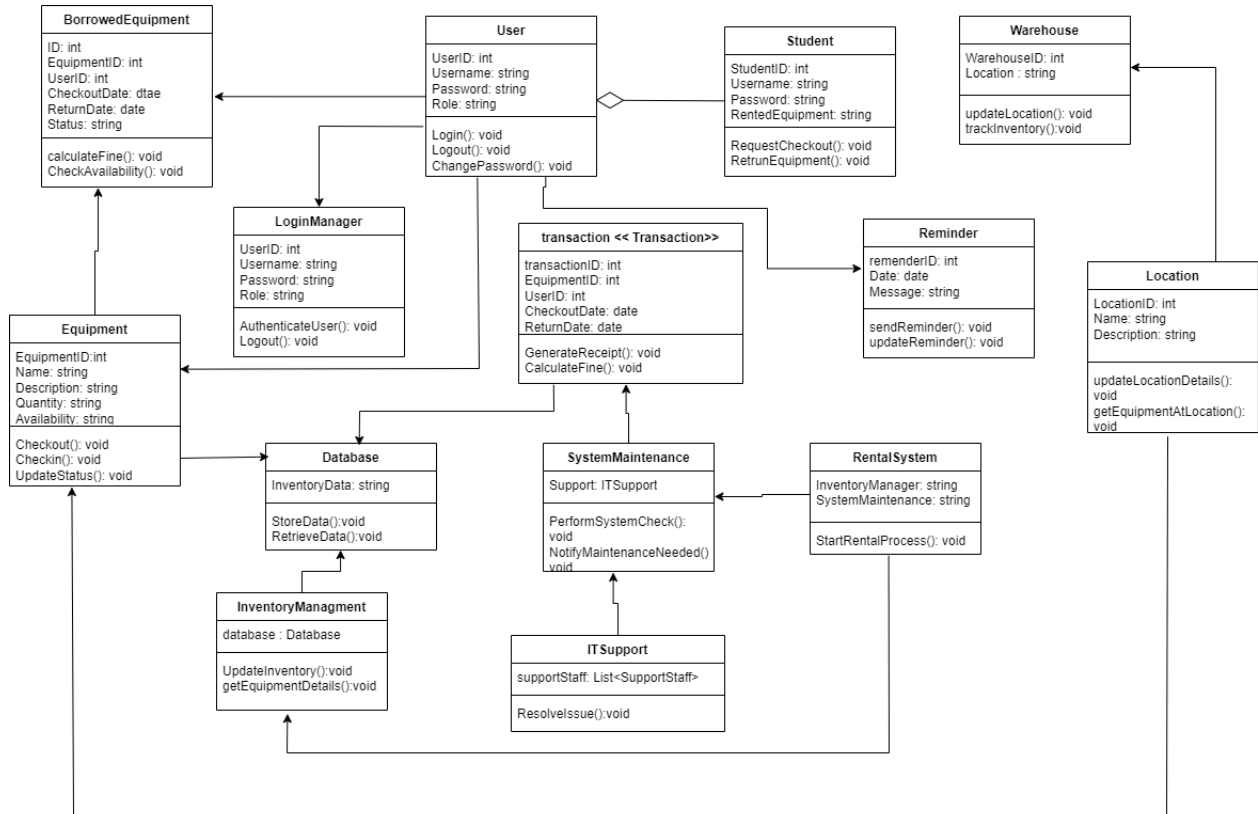 BorrowedEquipment
ID: int
EquipmentID: int
UserID: int
CheckoutDate: dtae
ReturnDate: date
Status: string
calculateFine(): void
CheckAvailability(): void
User
UserID: int
Username: string
Password: string
Role: string
Login(): void
Logout(): void
ChangePassword(): void
Student
StudentID: int
Username: string
Password: string
RentedEquipment: string
RequestCheckout(): void
RetrunEquipment(): void
Warehouse
WarehouseID: int
Location : string
updateLocation(): void
trackInventory():void
LoginManager
UserID: int
Username: string
Password: string
Role: string
AuthenticateUser(): void
Logout(): void
transaction << Transaction>>
transactionID: int
EquipmentID: int
UserID: int
CheckoutDate: date
ReturnDate: date
GenerateReceipt(): void
CalculateFine(): void
Reminder
remenderID: int
Date: date
Message: string
sendReminder(): void
updateReminder(): void
Location
LocationID: int
Name: string
Description: string
updateLocationDetails():
void
getEquipmentAtLocation():
void
Equipment
EquipmentID:int
Name: string
Description: string
Quantity: string
Availability: string
Checkout(): void
Checkin(): void
UpdateStatus(): void
Database
InventoryData: string
StoreData():void
RetrieveData():void
SystemMaintenance
Support: ITSupport
PerformSystemCheck():
void
NotifyMaintenanceNeeded()
void
RentalSystem
InventoryManager: string
SystemMaintenance: string
StartRentalProcess(): void
InventoryManagment
database : Database
UpdateInventory():void
getEquipmentDetails():void
ITSupport
supportStaff: List<SupportStaff>
ResolveIssue():void